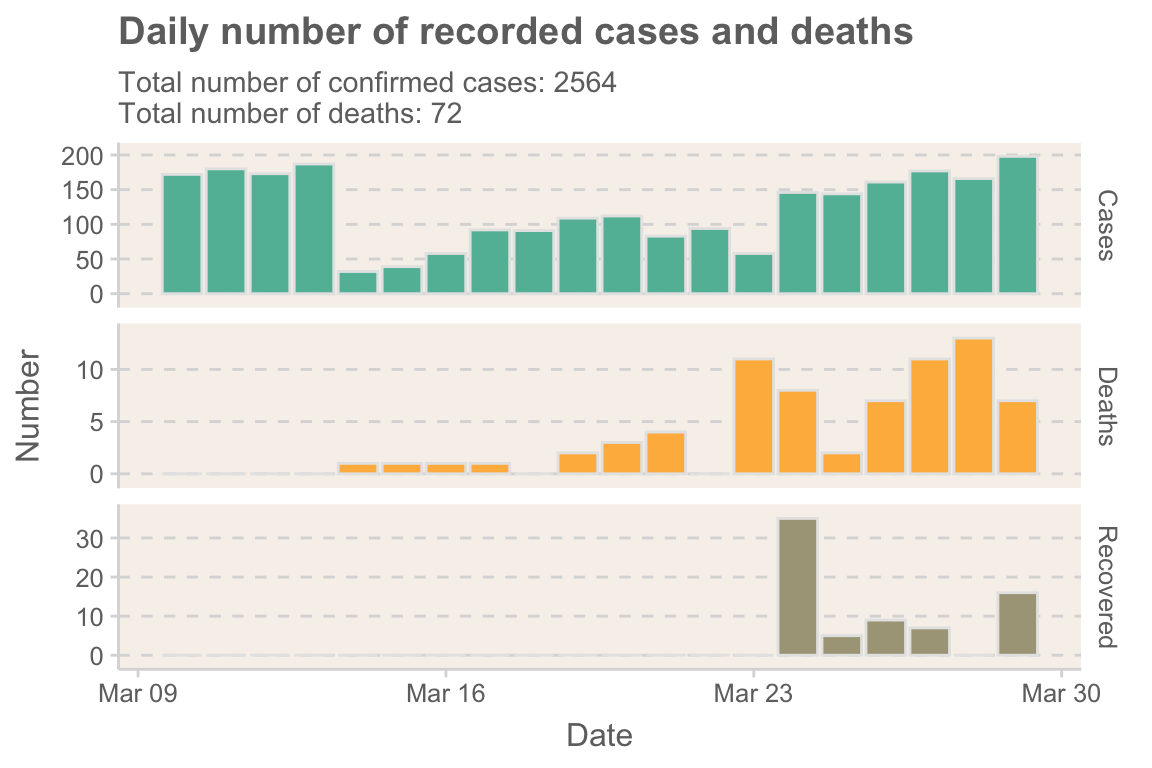 Daily number of recorded cases and deaths
Total number of confirmed cases: 2564
Total number of deaths: 72
200
150
100
50
0
Cases
10
5
0
Deaths
30
20
10
0
Recovered
Number
Mar 09 Mar 16 Mar 23 Mar 30
Date